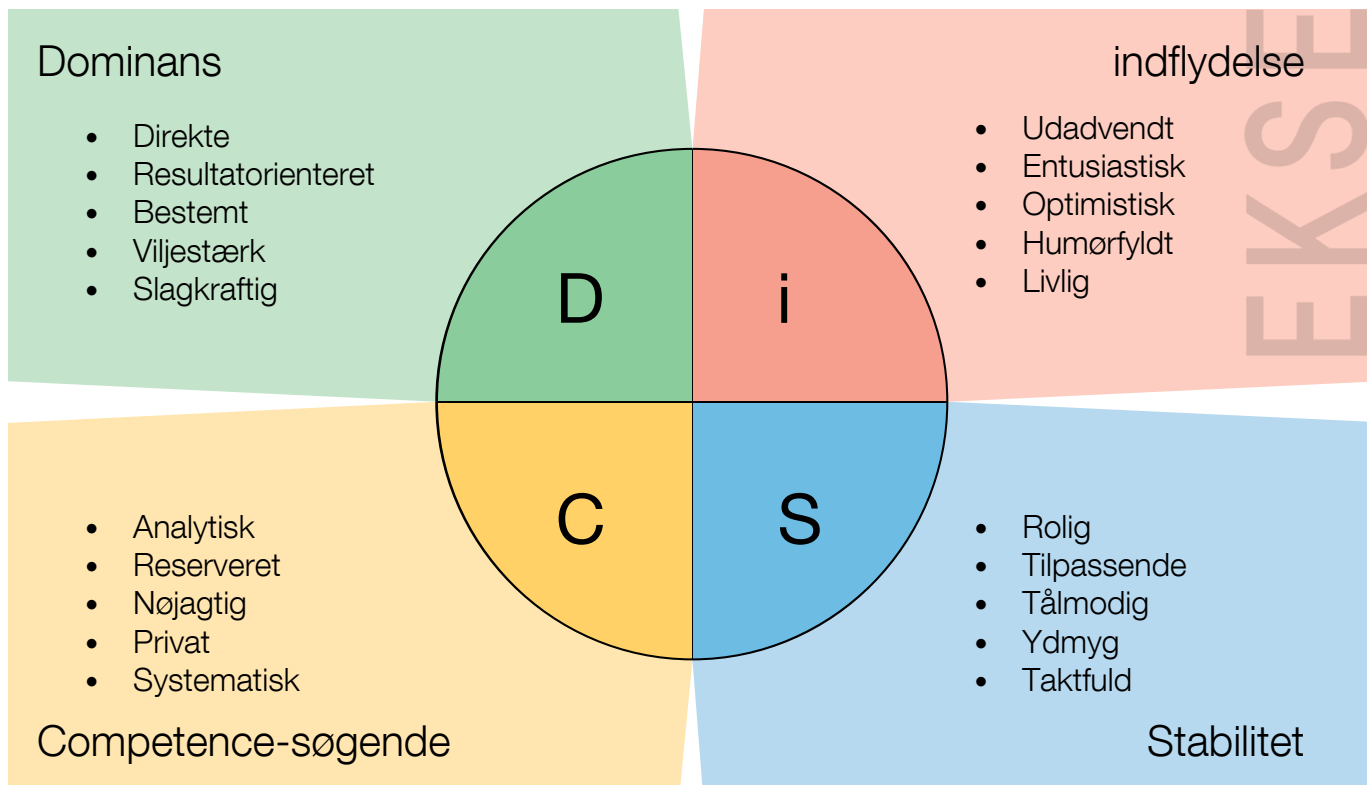 Dominans
• Direkte
• Resultatorienteret
• Bestemt
• Viljestærk
• Slagkraftig
indflydelse
• Udadvendt
• Entusiastisk
• Optimistisk
• Humørfyldt
• Livlig
EKSE
D
i
C
S
• Analytisk
• Reserveret
• Nøjagtig
• Privat
• Systematisk
Competence-søgende
• Rolig
• Tilpassende
• Tålmodig
• Ydmyg
• Taktfuld
Stabilitet